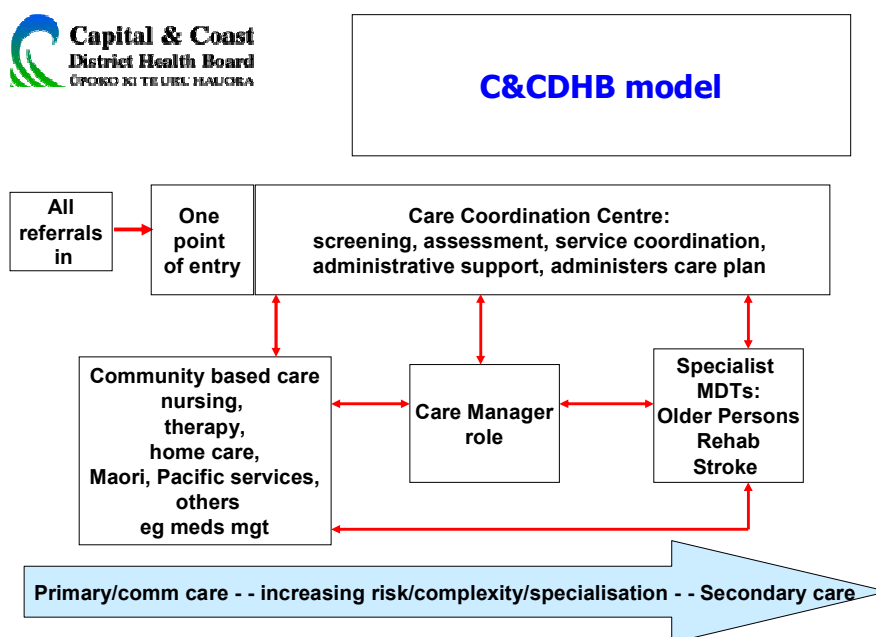 Capital & Coast
District Health Board
ŪPOKO KI TE URU HAUORA
C&CDHB model
All
referrals
in
One
point
of entry
Care Coordination Centre:
screening, assessment, service coordination,
administrative support, administers care plan
Community based care
nursing,
therapy,
home care,
Maori, Pacific services,
others
eg meds mgt
Care Manager
role
Specialist
MDTs:
Older Persons
Rehab
Stroke
Primary/comm care - - increasing risk/complexity/specialisation - - Secondary care